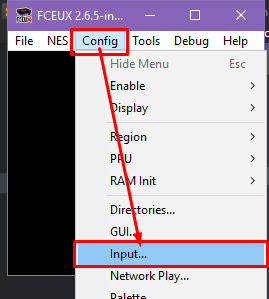 FCEUX 2.6.5-in...
File NES Config Tools Debug Help
Hide Menu Esc
Enable >
Display >
Region >
PPU >
RAM Init >
Directories...
GUI...
Input...
Network Play...
Palette